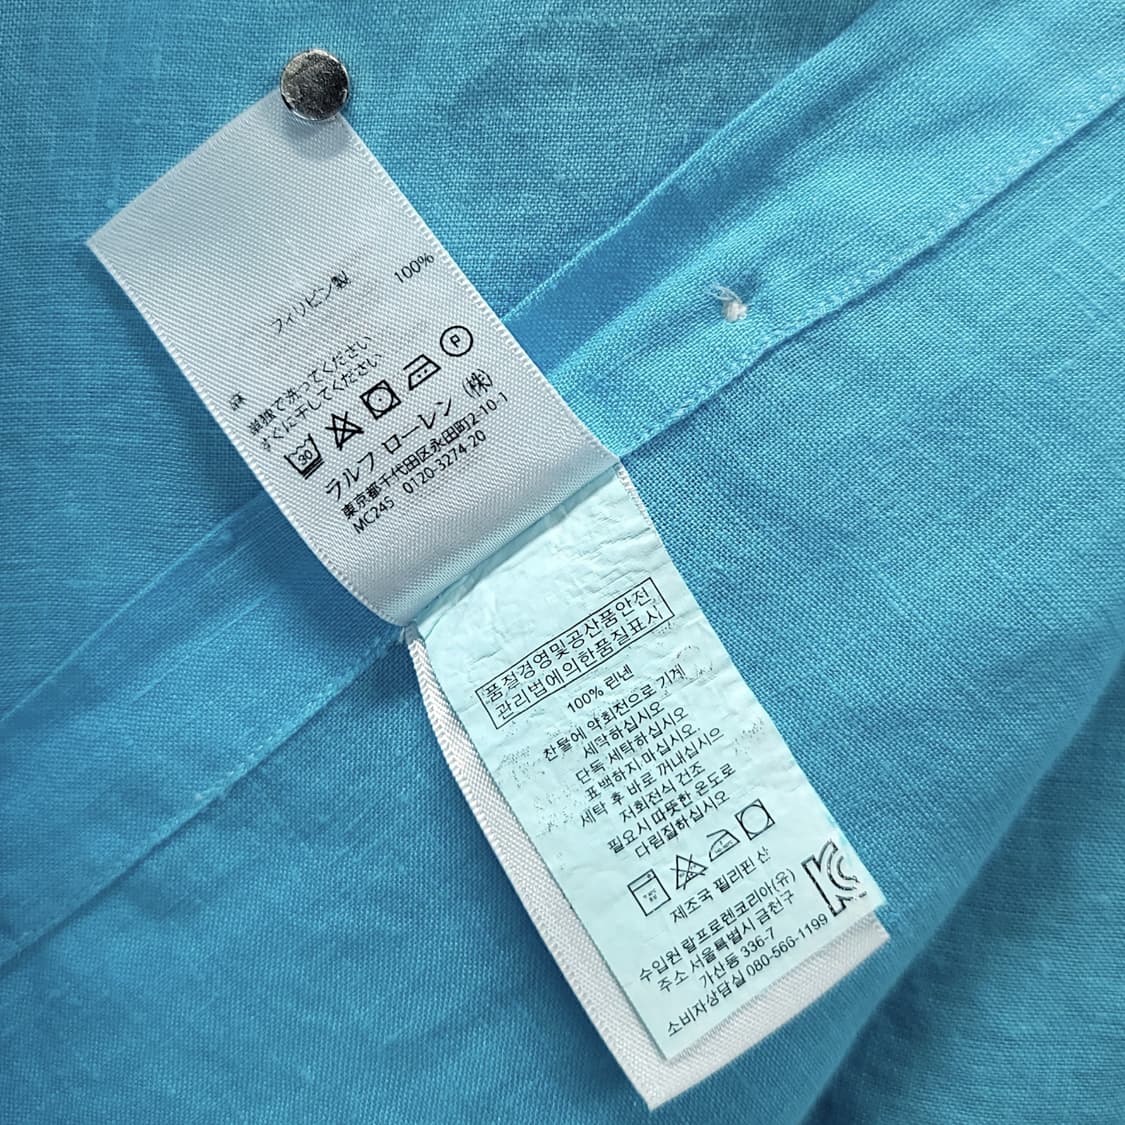 フィリピン製
麻 100%
単独で洗ってください
すぐに干してください
30
P
ラルフ ローレン (株)
東京都千代田区永田町2-10-1
MC245 0120-3274-20
품질경영및공산품안전
관리법에의한품질표시
100% 린넨
찬물에 약회전으로 기계
세탁하십시오
단독 세탁하십시오
표백하지 마십시오
세탁 후 바로 꺼내십시오
저회전식 건조
필요시 따뜻한 온도로
다림질하십시오
제조국 필리핀 산
수입원 랄프로렌코리아(유)
주소 서울특별시 금천구
가산동 336-7
소비자상담실 080-566-1199